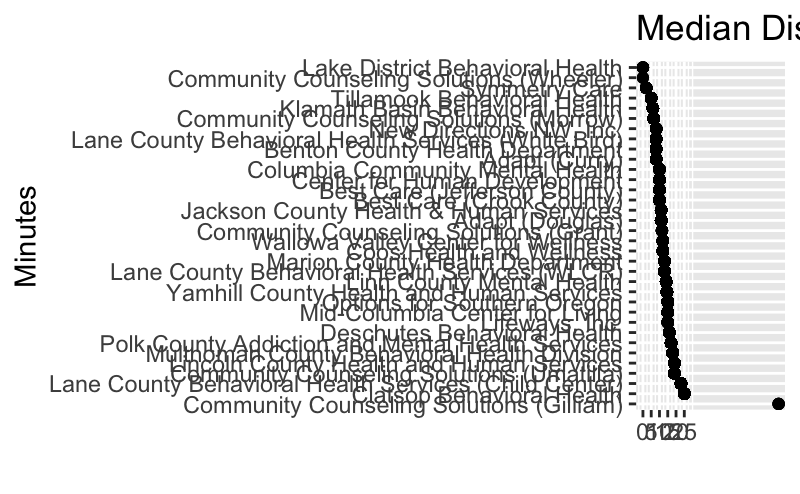 Median Dis
Lake District Behavioral Health
Community Counseling Solutions (Wheeler)
Symmetry Care
Tillamook Behavioral Health
Klamath Basin Behavioral Health
Community Counseling Solutions (Morrow)
New Directions NW, Inc.
Lane County Behavioral Health Services (White Bird)
Benton County Health Department
Adapt (Curry)
Columbia Community Mental Health
Center for Human Development
Best Care (Jefferson County)
Best Care (Crook County)
Jackson County Health & Human Services
Adapt (Douglas)
Community Counseling Solutions (Grant)
Wallowa Valley Center for Wellness
Coos Health and Wellness
Marion County Health Department
Lane County Behavioral Health Services (WLCR)
Linn County Mental Health
Yamhill County Health and Human Services
Options for Southern Oregon
Mid-Columbia Center for Living
Lifeways, Inc.
Deschutes Behavioral Health
Polk County Addiction and Mental Health Services
Multnomah County Behavioral Health Division
Lincoln County Health and Human Services
Community Counseling Solutions (Umatilla)
Lane County Behavioral Health Services (Child Center)
Clatsop Behavioral Health
Community Counseling Solutions (Gilliam)
Minutes
0 5 10 15 20 25